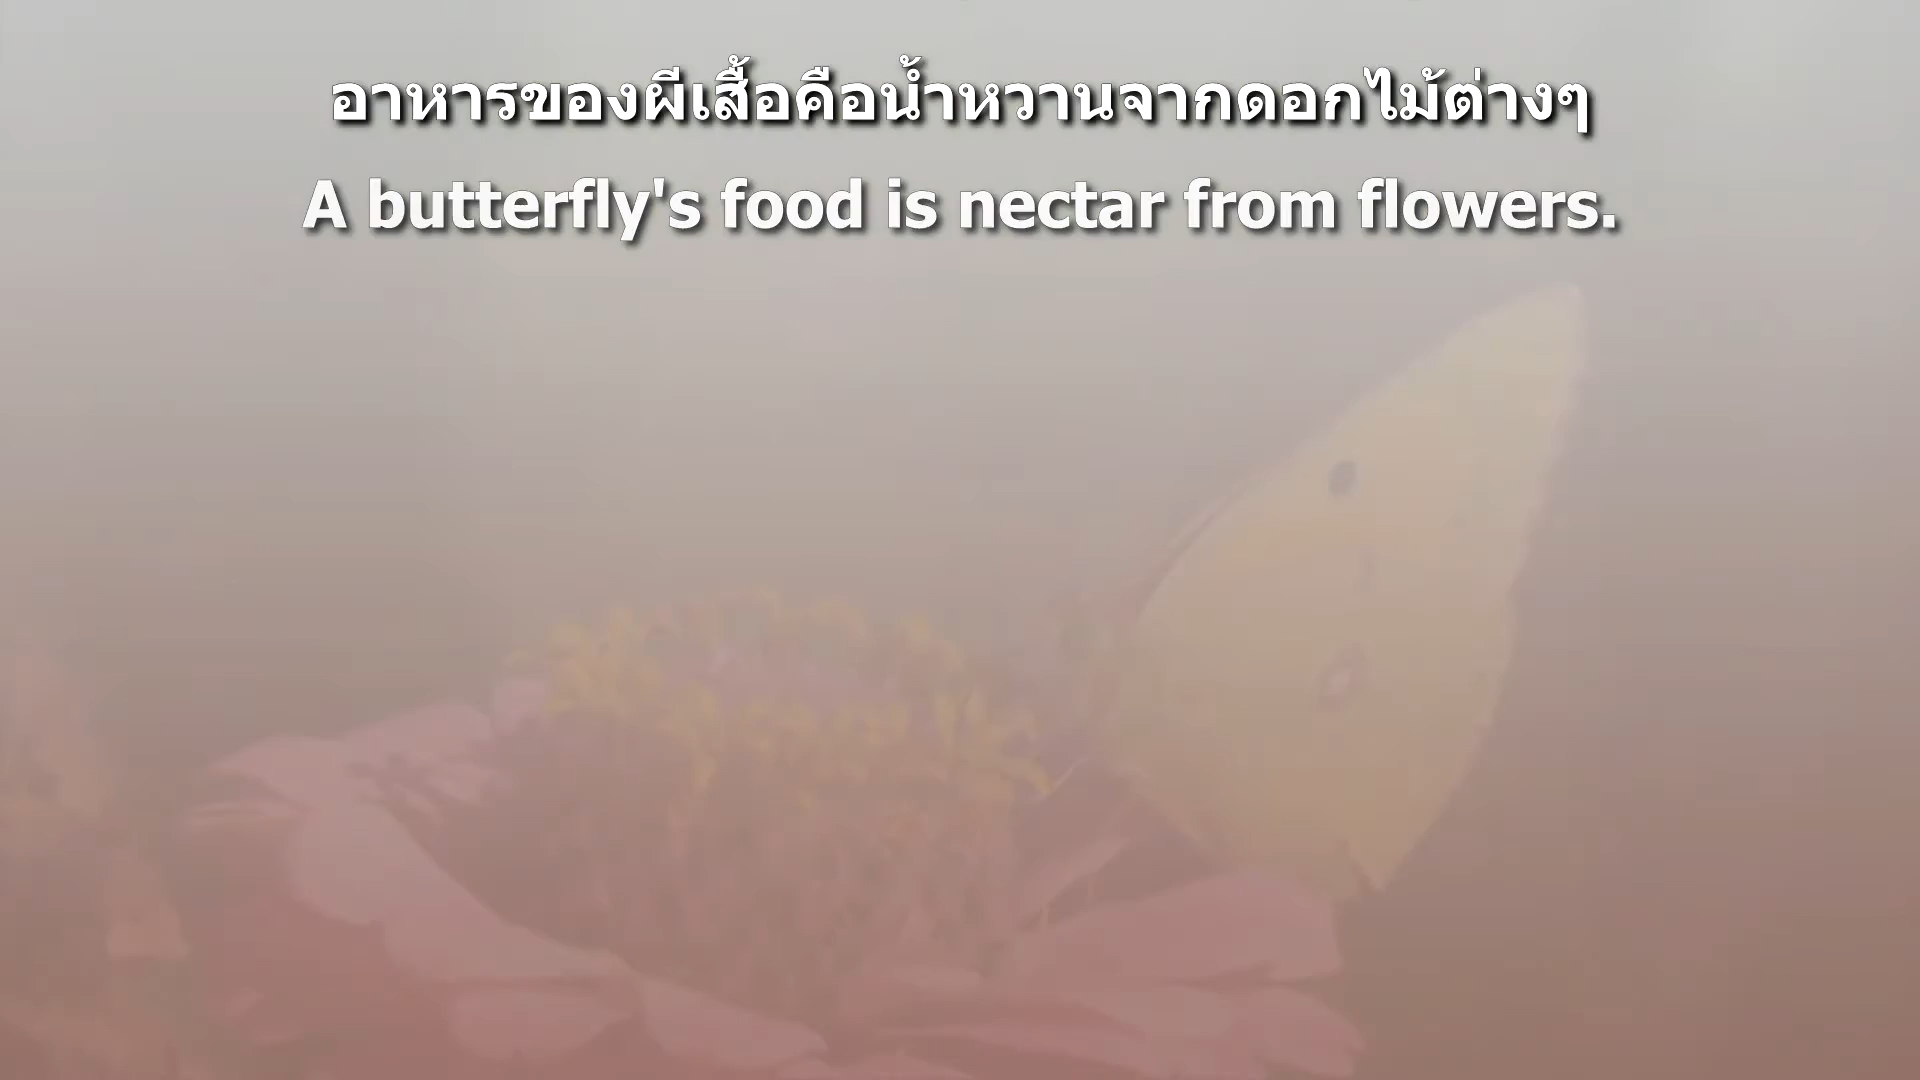 อาหารของผีเสื้อคือน้ำหวานจากดอกไม้ต่างๆ
A butterfly's food is nectar from flowers.